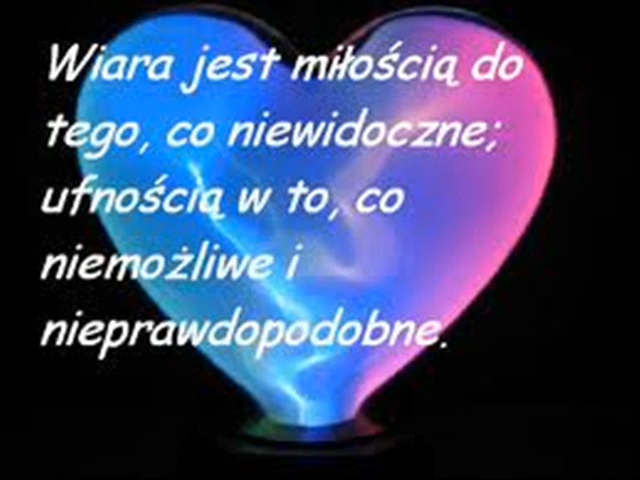 Wiara jest miłością do
tego, co niewidoczne;
ufnością w to, co
niemożliwe i
nieprawdopodobne.